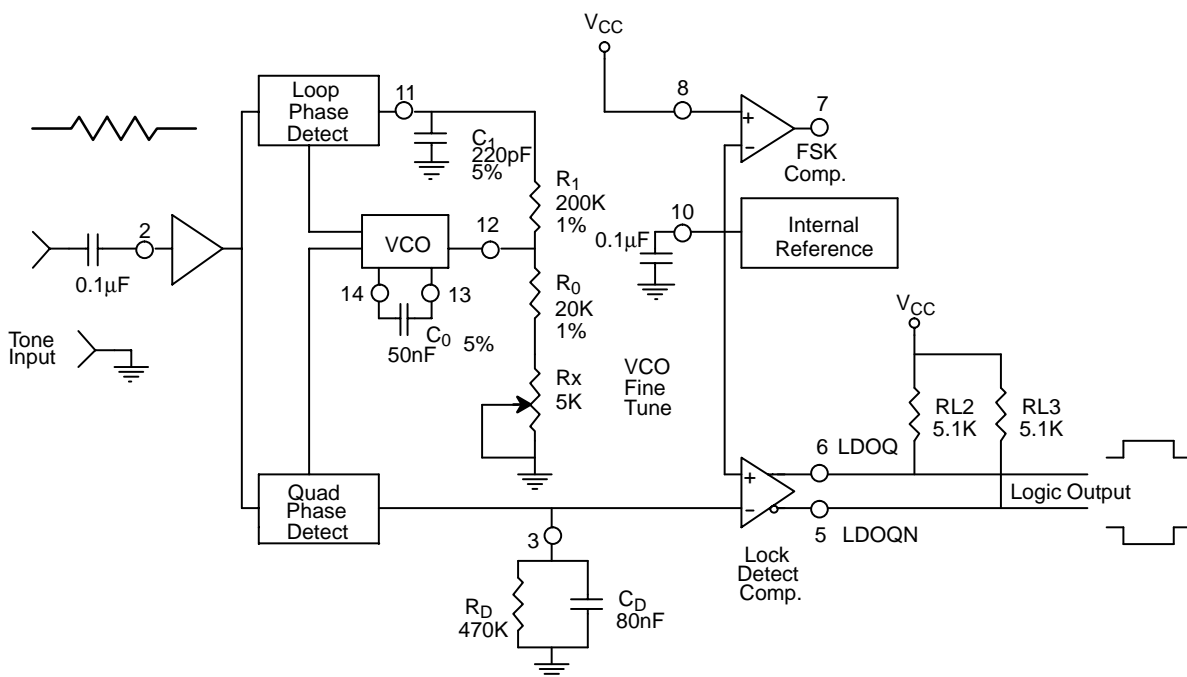 VCC
Loop
Phase
Detect
11
C1
220pF
5%
8
+
−
7
FSK
Comp.
R1
200K
1%
2
0.1µF
VCO
12
14
13
C0 5%
50nF
R0
20K
1%
10
0.1µF
Internal
Reference
Tone
Input
Rx
5K
VCO
Fine
Tune
VCC
RL2
5.1K
RL3
5.1K
Quad
Phase
Detect
3
RD
470K
CD
80nF
+
−
6 LDOQ
Logic Output
5 LDOQN
Lock
Detect
Comp.